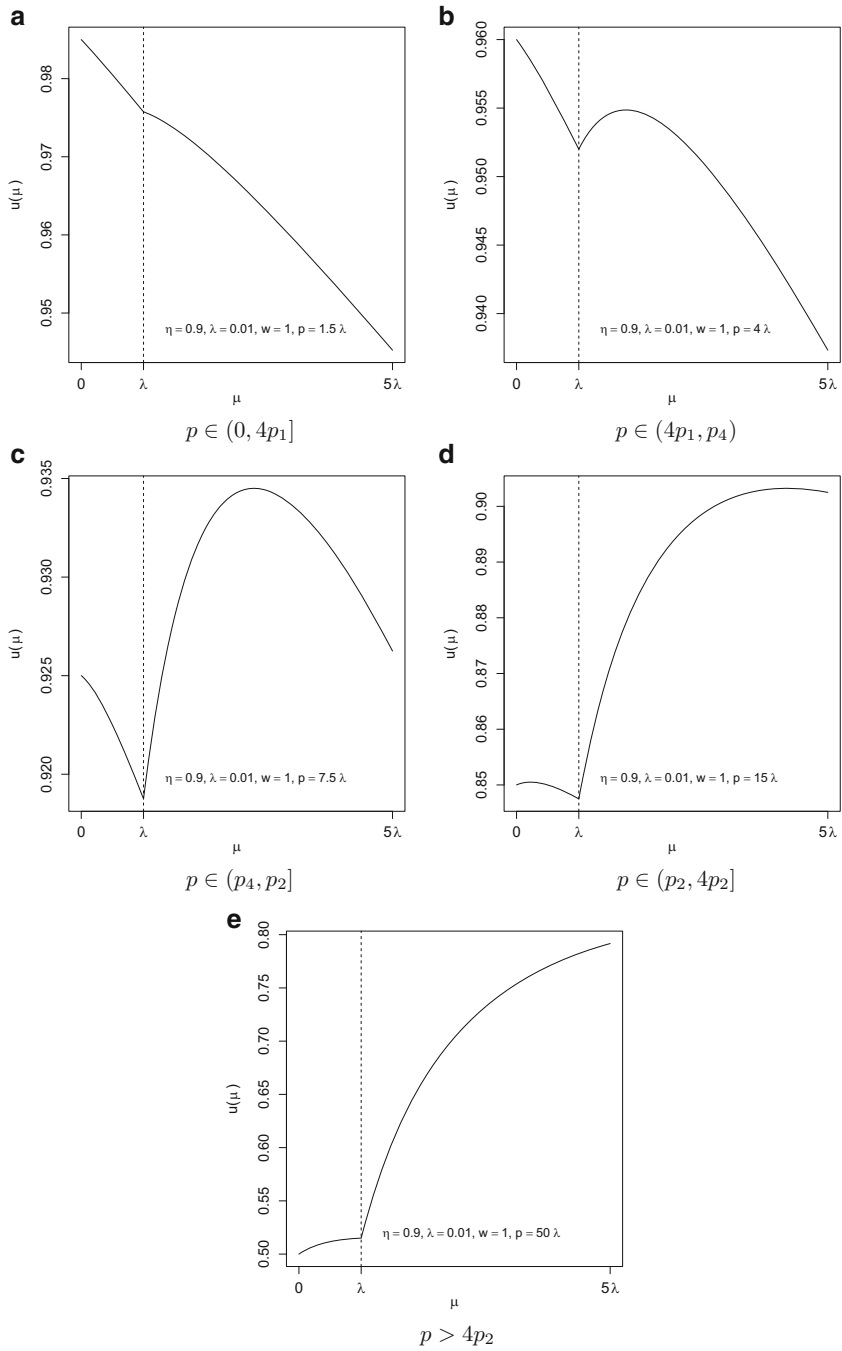 a
u(μ)
0.98
0.97
0.96
0.95
η = 0.9, λ = 0.01, w = 1, p = 1.5 λ
0
λ
5λ
μ
p ∈ (0, 4p₁]
b
u(μ)
0.960
0.955
0.950
0.945
0.940
η = 0.9, λ = 0.01, w = 1, p = 4 λ
0
λ
5λ
μ
p ∈ (4p₁, p₄)
c
u(μ)
0.935
0.930
0.925
0.920
η = 0.9, λ = 0.01, w = 1, p = 7.5 λ
0
λ
5λ
μ
p ∈ (p₄, p₂]
d
u(μ)
0.90
0.89
0.88
0.87
0.86
0.85
η = 0.9, λ = 0.01, w = 1, p = 15 λ
0
λ
5λ
μ
p ∈ (p₂, 4p₂]
e
u(μ)
0.80
0.75
0.70
0.65
0.60
0.55
0.50
η = 0.9, λ = 0.01, w = 1, p = 50 λ
0
λ
5λ
μ
p > 4p₂